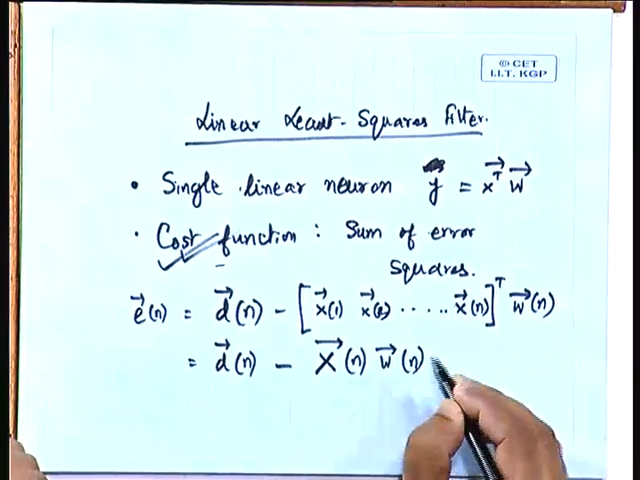 © CET
I.I.T. KGP
Linear Least-Squares Filter.
• Single linear neuron y = x⃗ᵀ w⃗
• Cost function : Sum of error
squares.
e⃗(n) = d⃗(n) - [x⃗(1) x⃗(2) ...... x⃗(n)]ᵀ w⃗(n)
= d⃗(n) - X⃗(n) w⃗(n)